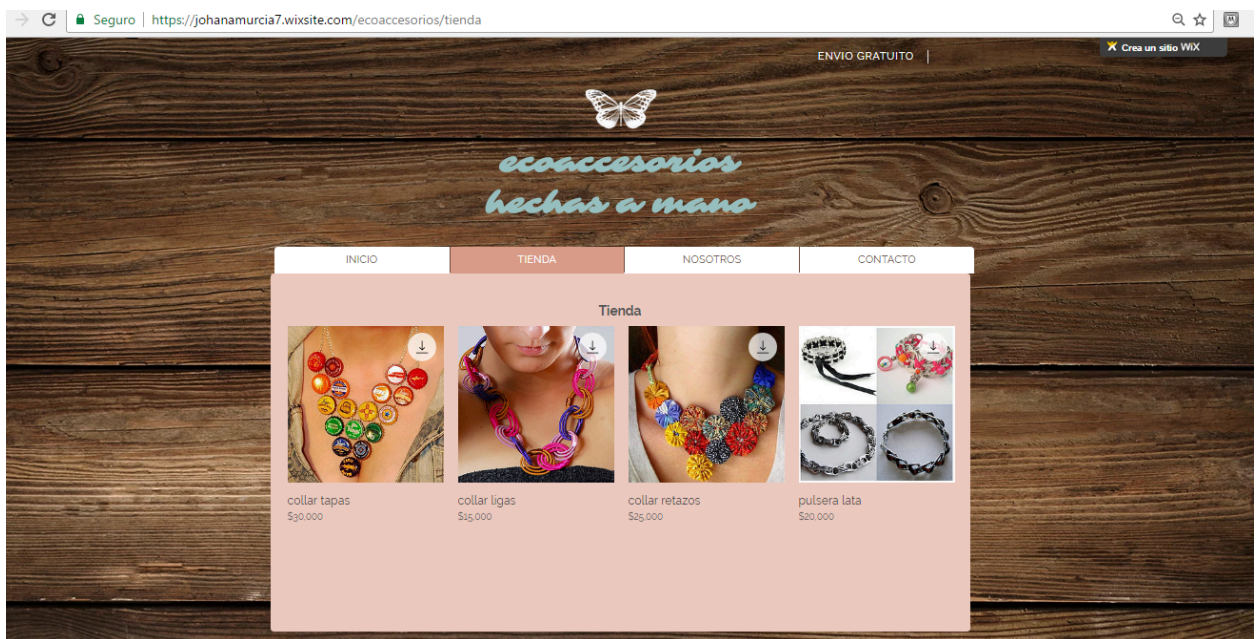 Seguro | https://johanamurcia7.wixsite.com/ecoaccesorios/tienda
ENVIO GRATUITO |
Crea un sitio WiX
ecoaccesorios
hechas a mano
INICIO TIENDA NOSOTROS CONTACTO
Tienda
collar tapas collar ligas collar retazos pulsera lata
$30,000 $15,000 $25,000 $20,000